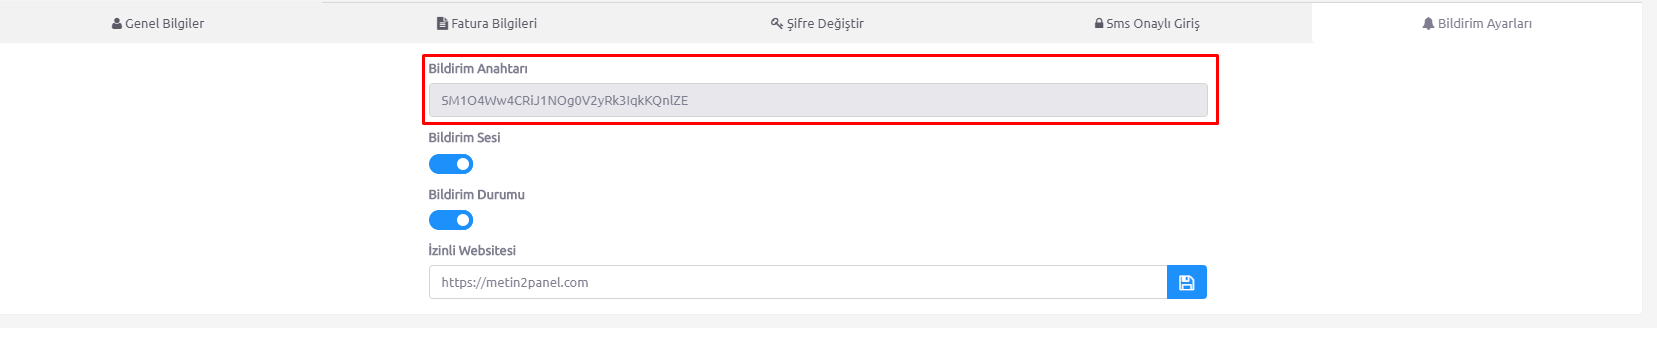 Genel Bilgiler
Fatura Bilgileri
Şifre Değiştir
Sms Onaylı Giriş
Bildirim Ayarları
Bildirim Anahtarı
SM1O4Ww4CRiJ1NOg0V2yRk3IqkKQnlZE
Bildirim Sesi
Bildirim Durumu
İzinli Websitesi
https://metin2panel.com